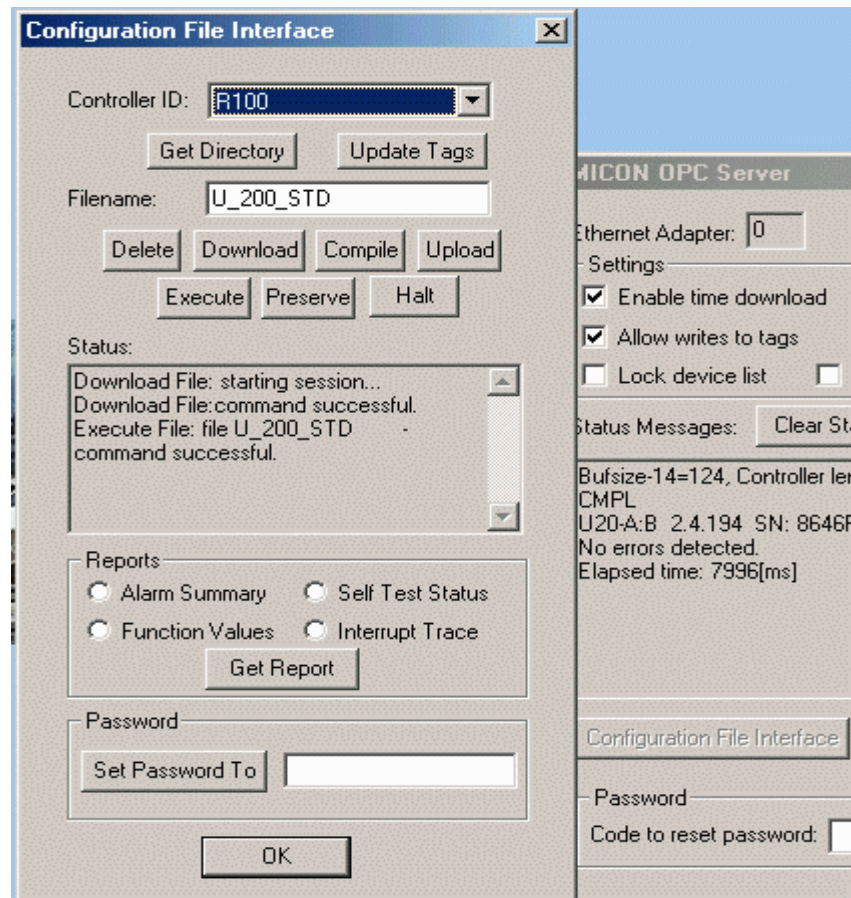 Configuration File Interface
Controller ID: R100
Get Directory Update Tags
Filename: U_200_STD
Delete Download Compile Upload
Execute Preserve Halt
Status:
Download File: starting session...
Download File:command successful.
Execute File: file U_200_STD -
command successful.
Reports
Alarm Summary Self Test Status
Function Values Interrupt Trace
Get Report
Password
Set Password To
OK
MICON OPC Server
Ethernet Adapter: 0
Settings
Enable time download
Allow writes to tags
Lock device list
Status Messages: Clear Sta
Bufsize-14=124, Controller ler
CMPL
U20-A:B 2.4.194 SN: 8646F
No errors detected.
Elapsed time: 7996[ms]
Configuration File Interface
Password
Code to reset password: